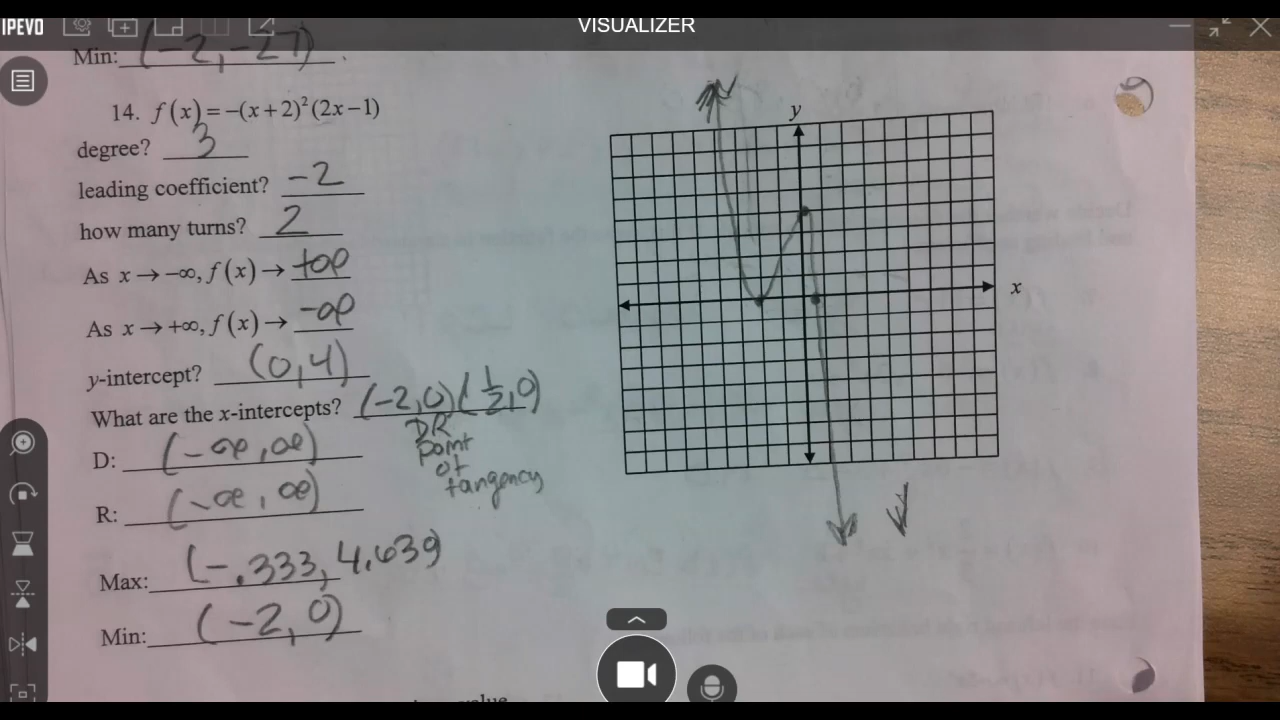 IPEVO
VISUALIZER
Min: (-2, -27)
14. f(x) = -(x+2)²(2x-1)
degree? 3
leading coefficient? -2
how many turns? 2
As x → -∞, f(x) → +∞
As x → +∞, f(x) → -∞
y-intercept? (0,4)
What are the x-intercepts? (-2,0)(1/2,0)
DR
point
of
tangency
D: (-∞,∞)
R: (-∞,∞)
Max: (-.333, 4.639)
Min: (-2, 0)
y
x